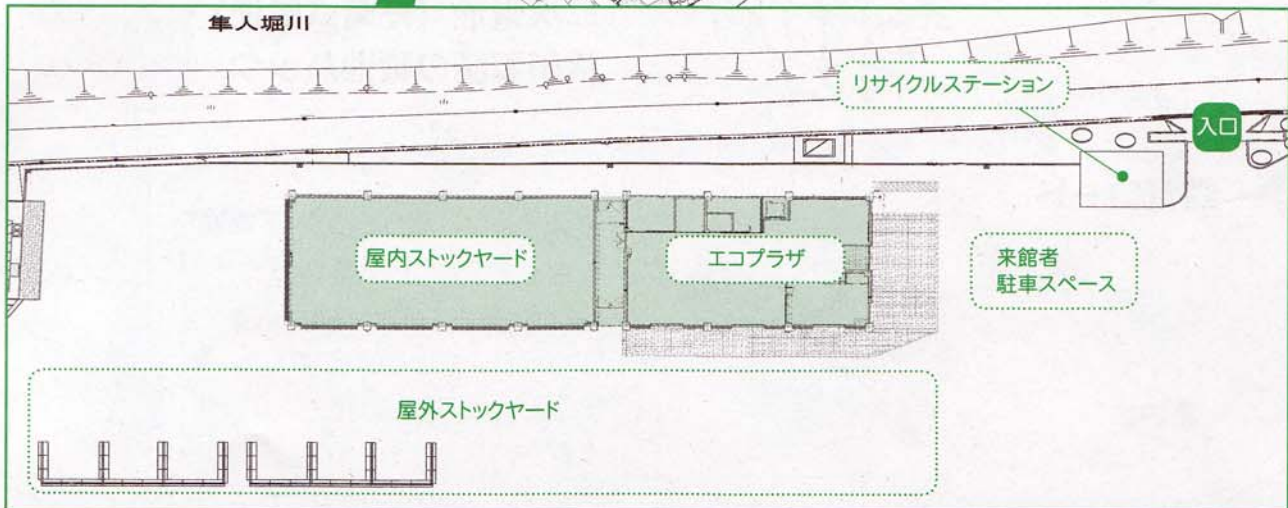 隼人堀川
リサイクルステーション
入口
屋内ストックヤード
エコプラザ
来館者
駐車スペース
屋外ストックヤード